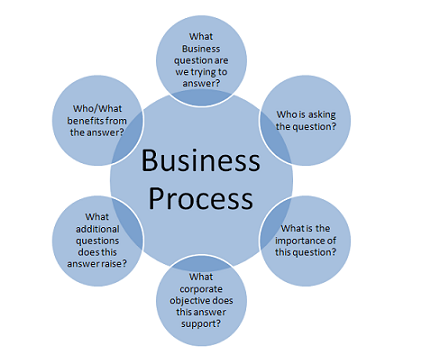 What
Business
question are
we trying to
answer?
Who is asking
the question?
What is the
importance of
this question?
What
corporate
objective does
this answer
support?
What
additional
questions
does this
answer raise?
Who/What
benefits from
the answer?
Business
Process